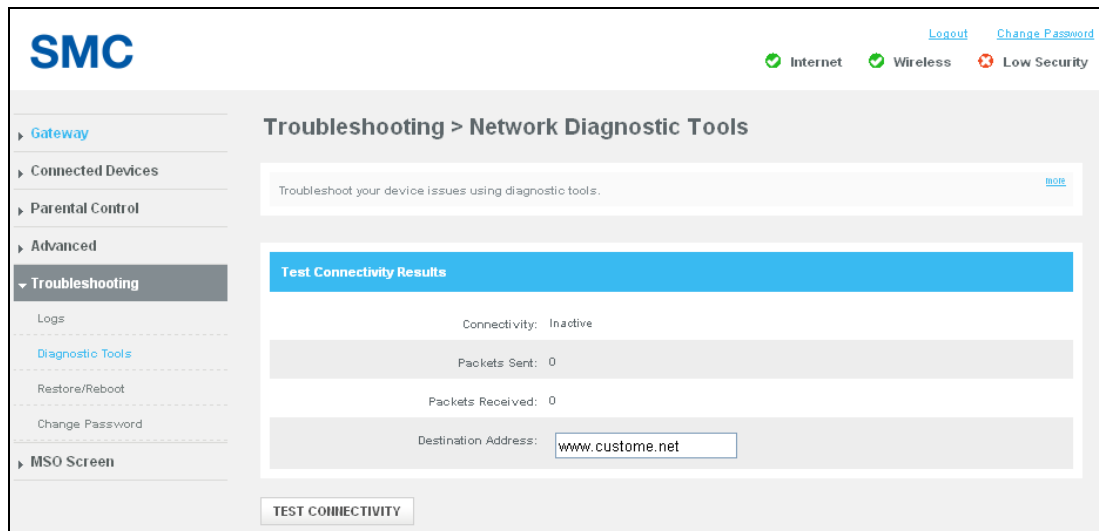 SMC
Logout Change Password
Internet Wireless Low Security
Gateway
Connected Devices
Parental Control
Advanced
Troubleshooting
Logs
Diagnostic Tools
Restore/Reboot
Change Password
MSO Screen
Troubleshooting > Network Diagnostic Tools
Troubleshoot your device issues using diagnostic tools.
more
Test Connectivity Results
Connectivity: Inactive
Packets Sent: 0
Packets Received: 0
Destination Address: www.custome.net
TEST CONNECTIVITY